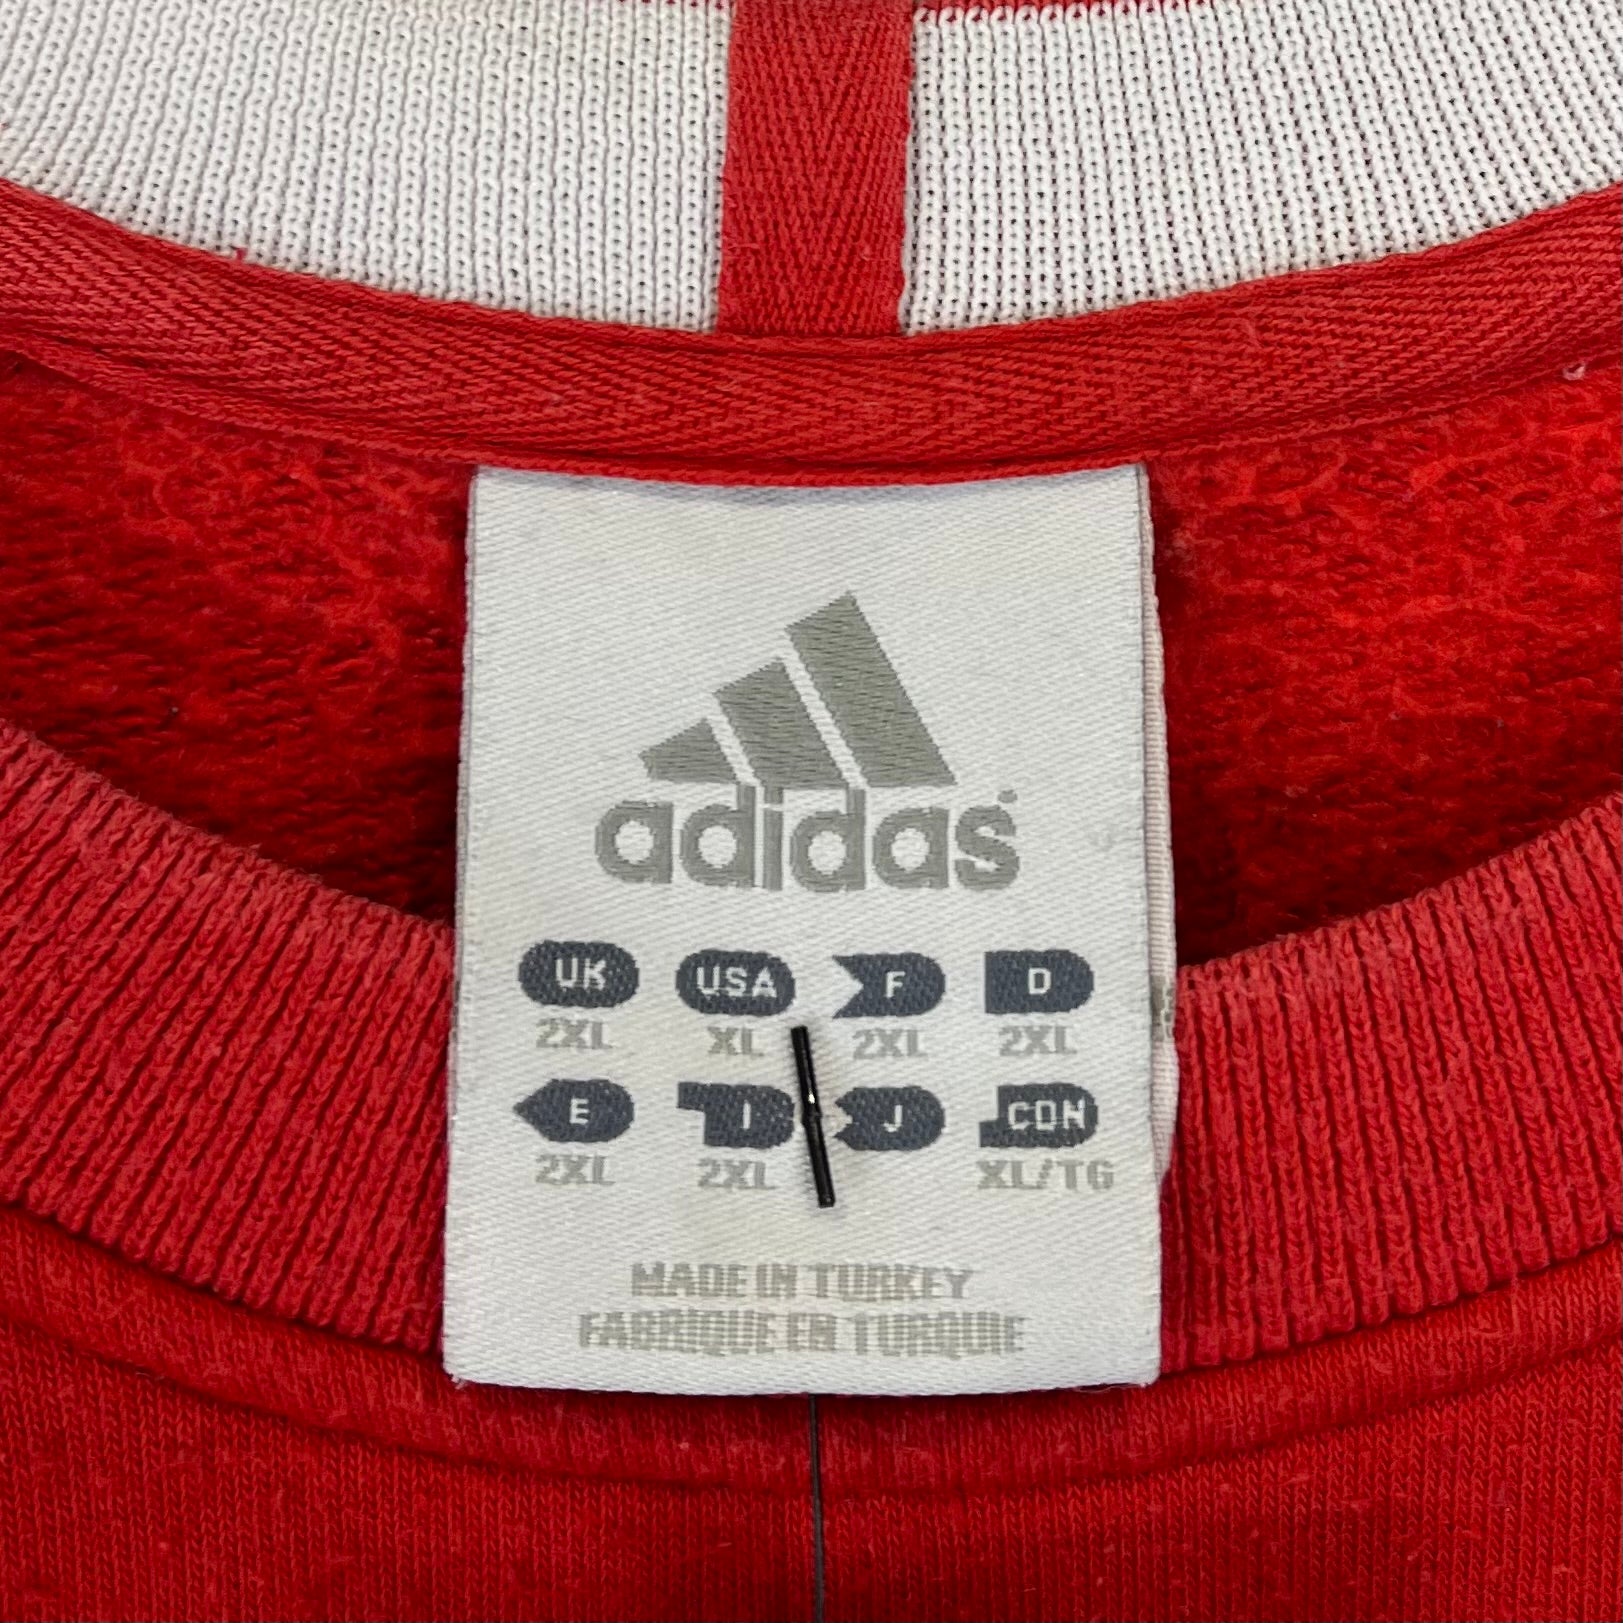 adidas
UK USA F D
2XL XL 2XL 2XL
E I J CDN
2XL 2XL XL/TG
MADE IN TURKEY
FABRIQUE EN TURQUIE